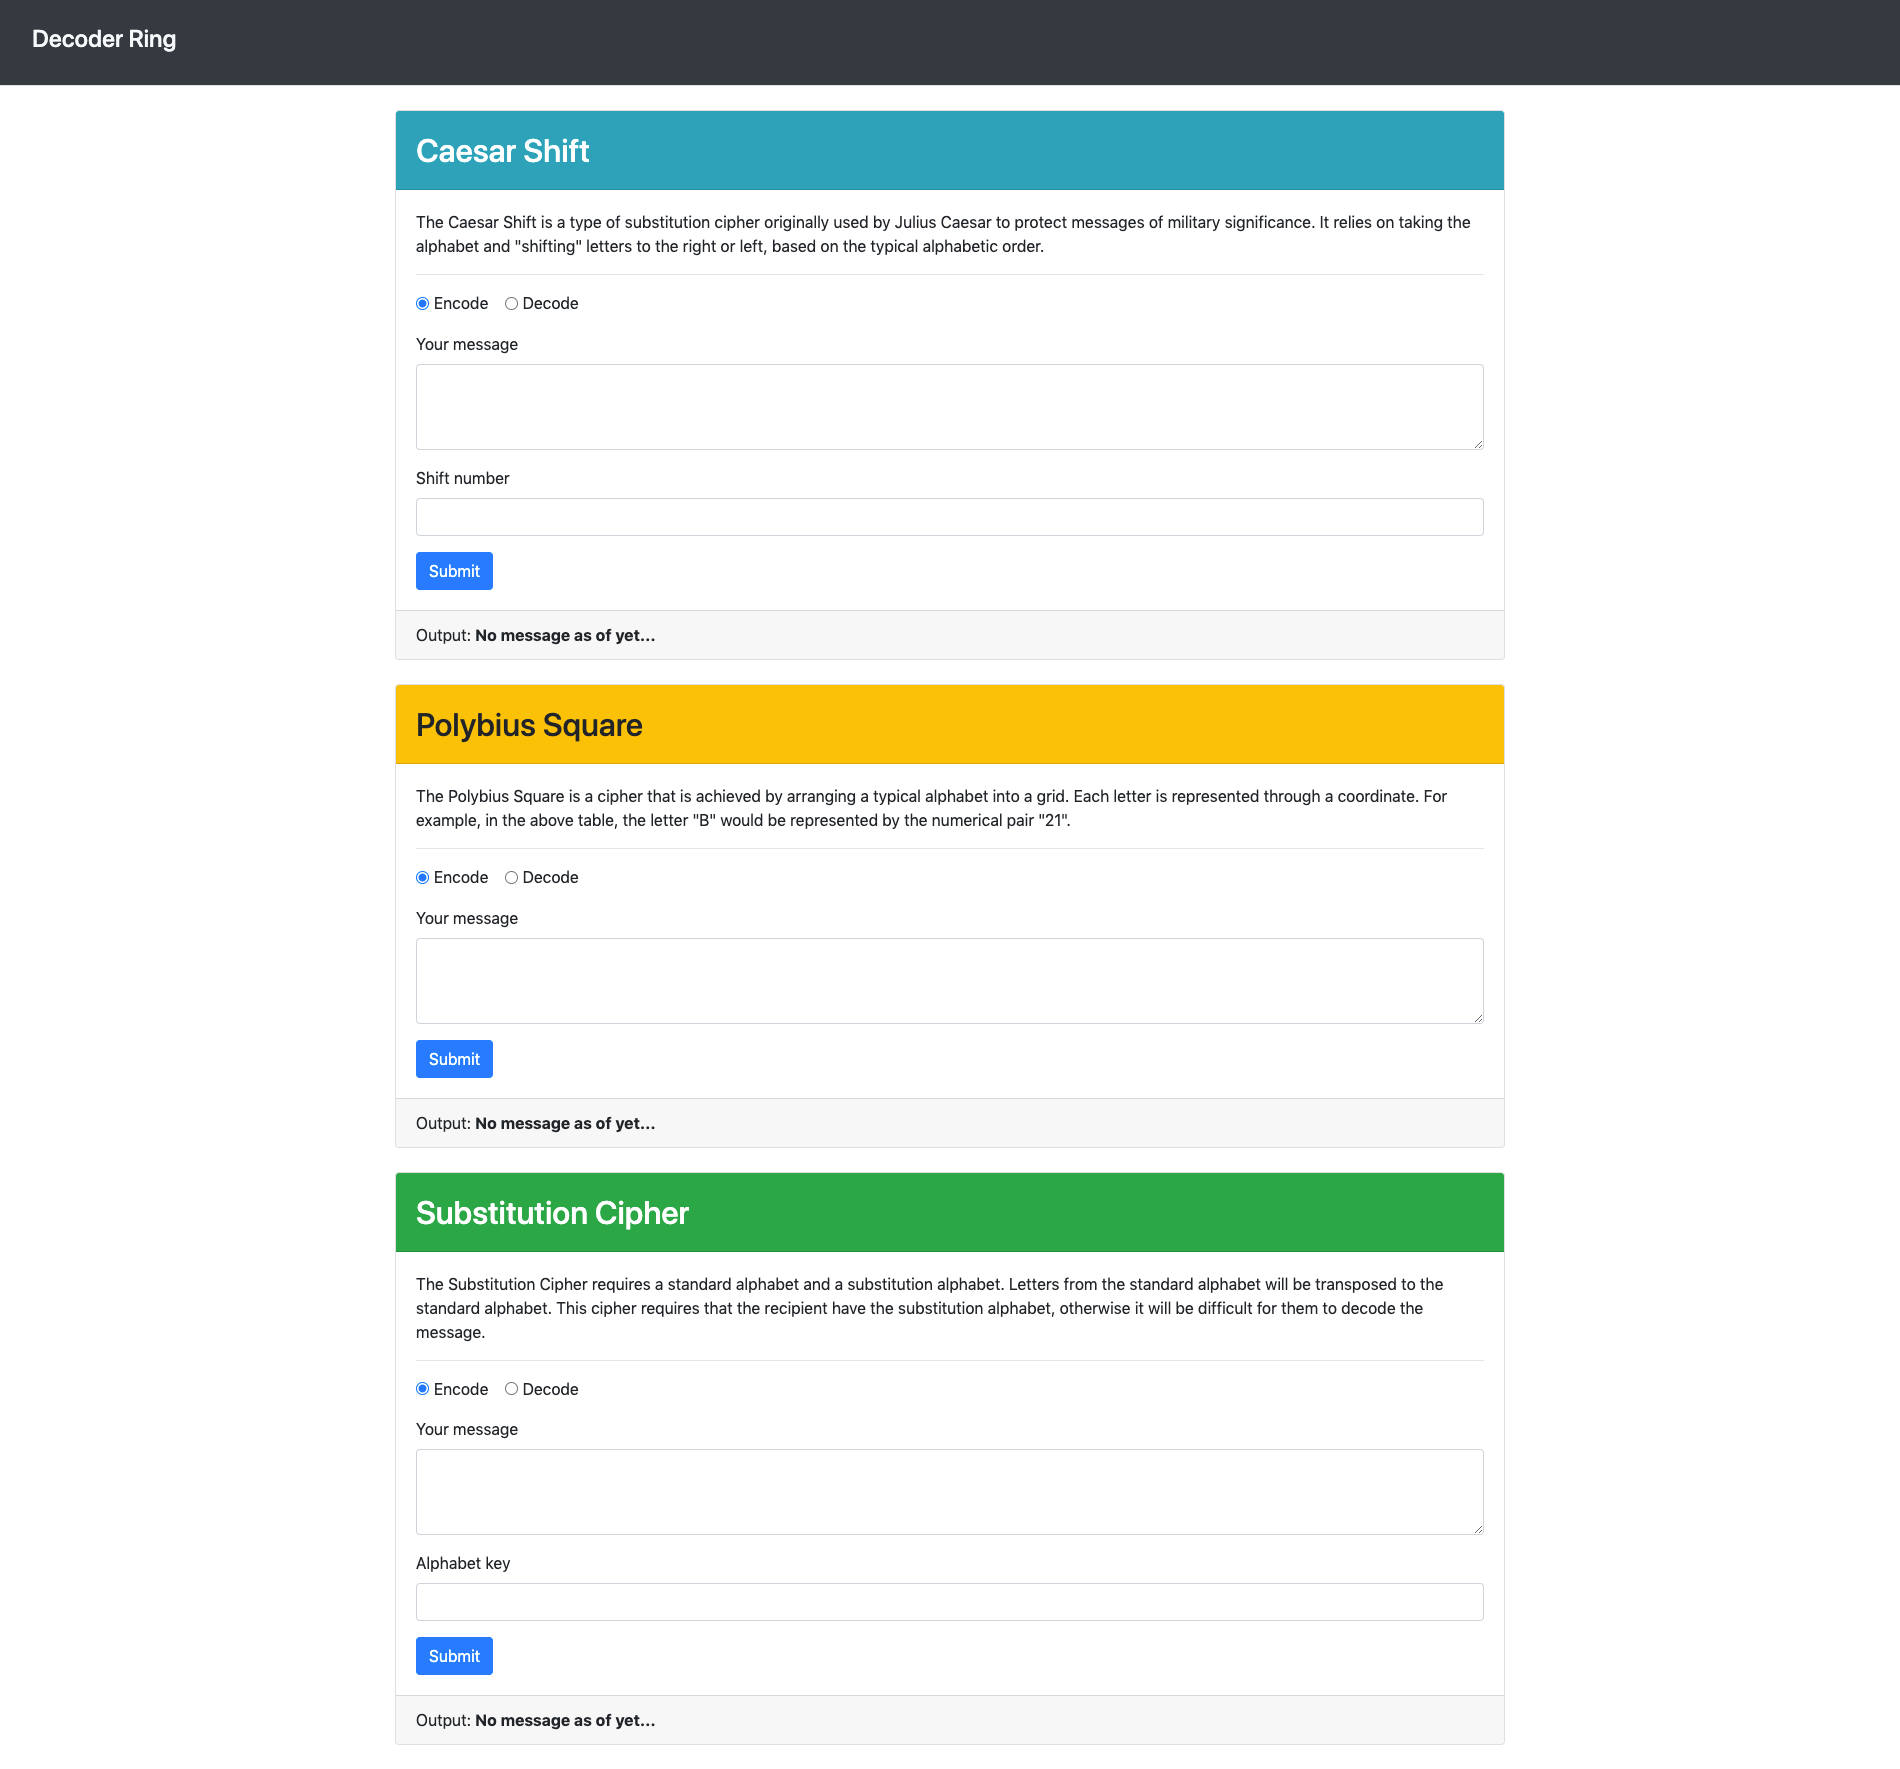 Decoder Ring
Caesar Shift
The Caesar Shift is a type of substitution cipher originally used by Julius Caesar to protect messages of military significance. It relies on taking the
alphabet and "shifting" letters to the right or left, based on the typical alphabetic order.
Encode Decode
Your message
Shift number
Submit
Output: No message as of yet...
Polybius Square
The Polybius Square is a cipher that is achieved by arranging a typical alphabet into a grid. Each letter is represented through a coordinate. For
example, in the above table, the letter "B" would be represented by the numerical pair "21".
Encode Decode
Your message
Submit
Output: No message as of yet...
Substitution Cipher
The Substitution Cipher requires a standard alphabet and a substitution alphabet. Letters from the standard alphabet will be transposed to the
standard alphabet. This cipher requires that the recipient have the substitution alphabet, otherwise it will be difficult for them to decode the
message.
Encode Decode
Your message
Alphabet key
Submit
Output: No message as of yet...